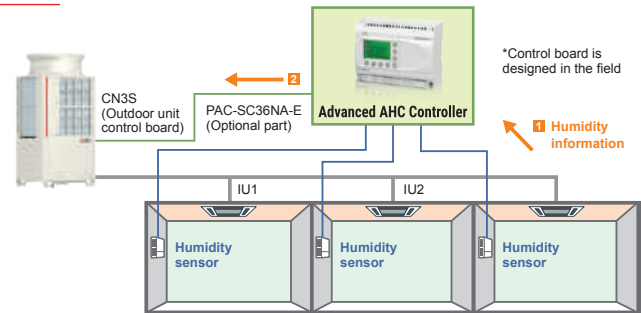 2
*Control board is
designed in the field
CN3S
(Outdoor unit
control board)
PAC-SC36NA-E
(Optional part)
Advanced AHC Controller
1 Humidity
information
IU1
IU2
Humidity
sensor
Humidity
sensor
Humidity
sensor